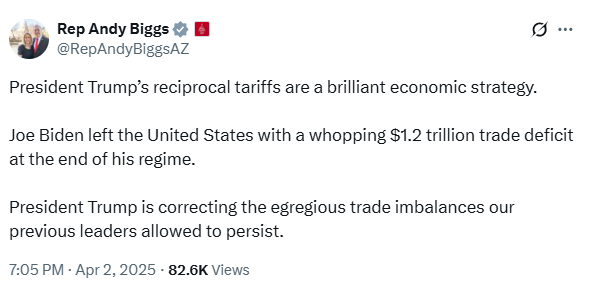 Rep Andy Biggs
@RepAndyBiggsAZ
President Trump’s reciprocal tariffs are a brilliant economic strategy.
Joe Biden left the United States with a whopping $1.2 trillion trade deficit
at the end of his regime.
President Trump is correcting the egregious trade imbalances our
previous leaders allowed to persist.
7:05 PM · Apr 2, 2025 · 82.6K Views